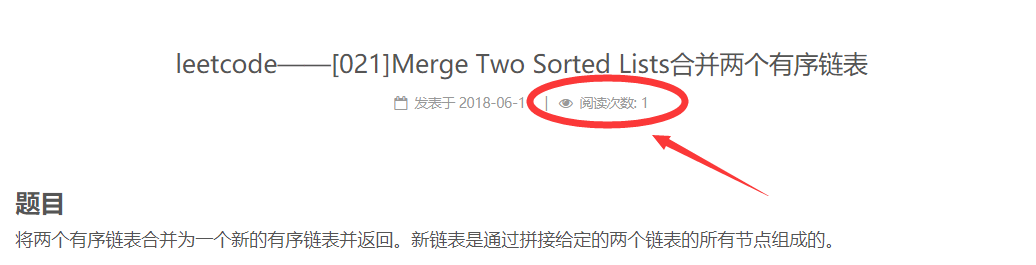 leetcode——[021]Merge Two Sorted Lists合并两个有序链表
发表于 2018-06-1 | 阅读次数: 1
题目
将两个有序链表合并为一个新的有序链表并返回。新链表是通过拼接给定的两个链表的所有节点组成的。